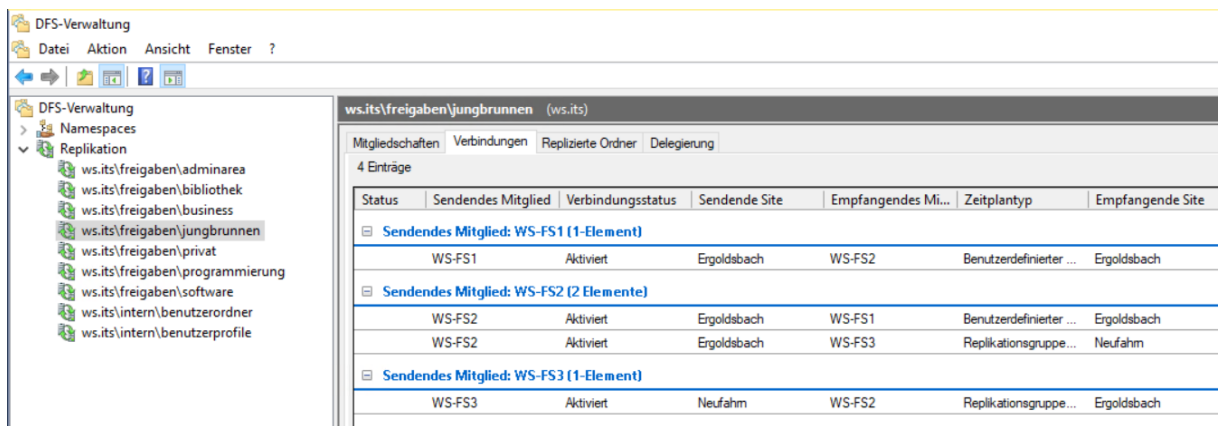 DFS-Verwaltung
Datei Aktion Ansicht Fenster ?
DFS-Verwaltung
Namespaces
Replikation
ws.its\freigaben\adminarea
ws.its\freigaben\bibliothek
ws.its\freigaben\business
ws.its\freigaben\jungbrunnen
ws.its\freigaben\privat
ws.its\freigaben\programmierung
ws.its\freigaben\software
ws.its\intern\benutzerordner
ws.its\intern\benutzerprofile
ws.its\freigaben\jungbrunnen (ws.its)
Mitgliedschaften Verbindungen Replizierte Ordner Delegierung
4 Einträge
Status Sendendes Mitglied Verbindungsstatus Sendende Site Empfangendes Mi... Zeitplantyp Empfangende Site
Sendendes Mitglied: WS-FS1 (1-Element)
WS-FS1 Aktiviert Ergoldsbach WS-FS2 Benutzerdefinierter ... Ergoldsbach
Sendendes Mitglied: WS-FS2 (2 Elemente)
WS-FS2 Aktiviert Ergoldsbach WS-FS1 Benutzerdefinierter ... Ergoldsbach
WS-FS2 Aktiviert Ergoldsbach WS-FS3 Replikationsgruppe... Neufahrn
Sendendes Mitglied: WS-FS3 (1-Element)
WS-FS3 Aktiviert Neufahrn WS-FS2 Replikationsgruppe... Ergoldsbach